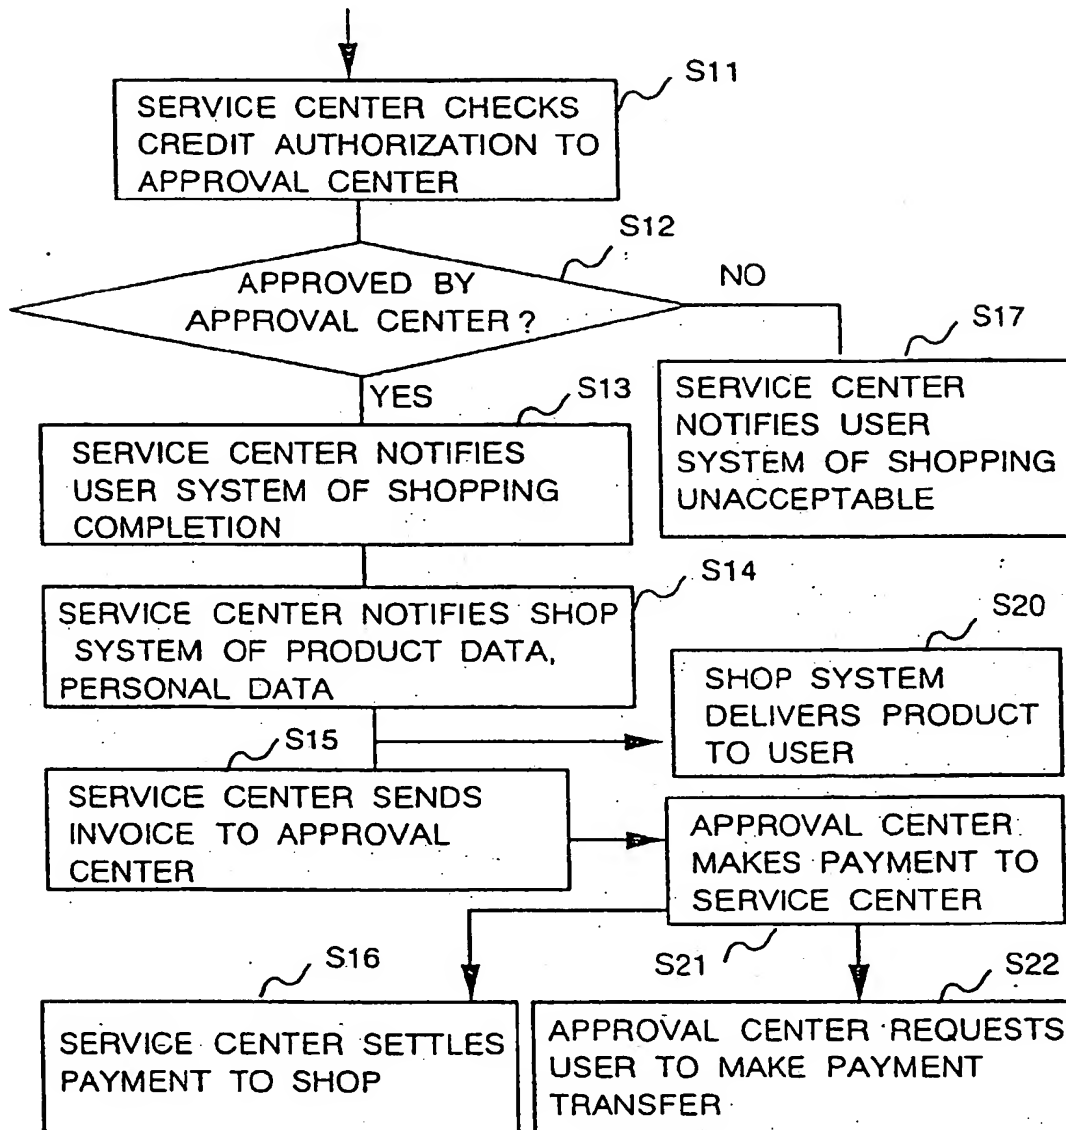 S11
SERVICE CENTER CHECKS
CREDIT AUTHORIZATION TO
APPROVAL CENTER
S12
APPROVED BY
APPROVAL CENTER?
NO
YES
S17
SERVICE CENTER
NOTIFIES USER
SYSTEM OF SHOPPING
UNACCEPTABLE
S13
SERVICE CENTER NOTIFIES
USER SYSTEM OF SHOPPING
COMPLETION
S14
SERVICE CENTER NOTIFIES SHOP
SYSTEM OF PRODUCT DATA,
PERSONAL DATA
S20
SHOP SYSTEM
DELIVERS PRODUCT
TO USER
S15
SERVICE CENTER SENDS
INVOICE TO APPROVAL
CENTER
APPROVAL CENTER
MAKES PAYMENT TO
SERVICE CENTER
S21
S16
SERVICE CENTER SETTLES
PAYMENT TO SHOP
S22
APPROVAL CENTER REQUESTS
USER TO MAKE PAYMENT
TRANSFER